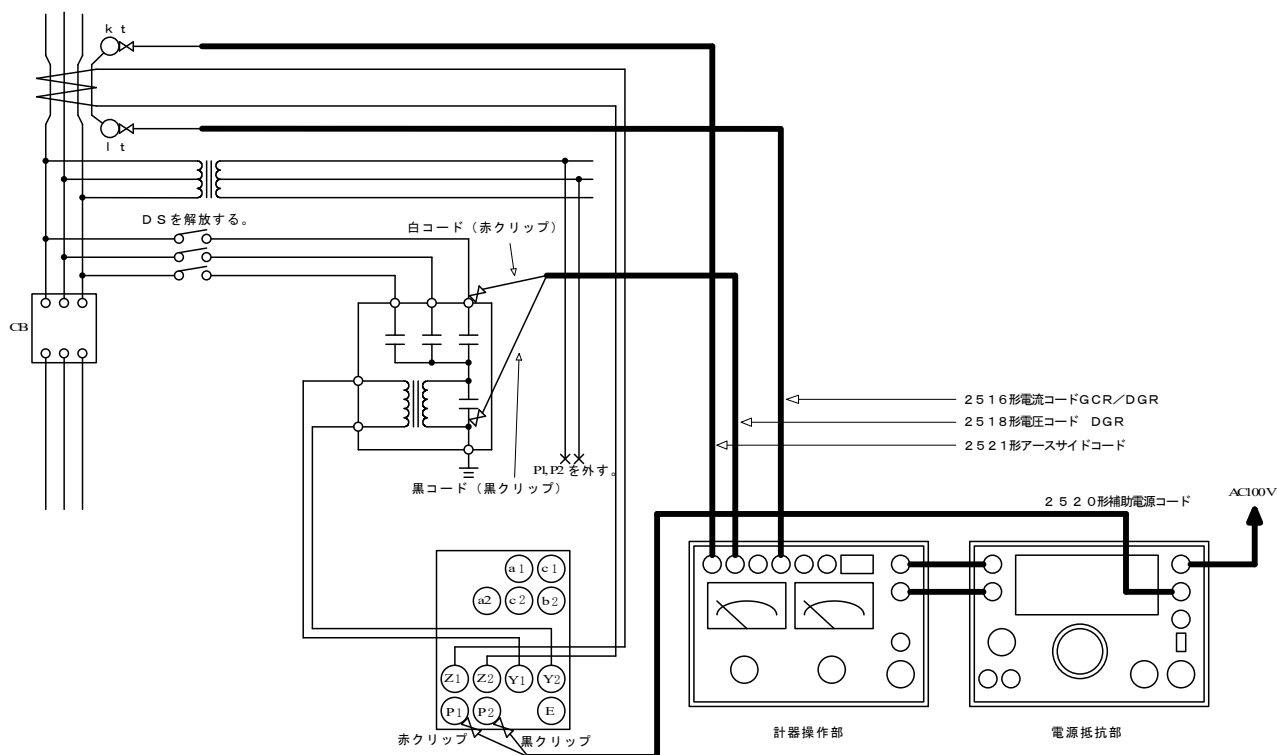 k t
l t
DSを解放する。
白コード（赤クリップ）
CB
2516形電流コードGCR／DGR
2518形電圧コード DGR
2521形アースサイドコード
P1,P2を外す。
黒コード（黒クリップ）
AC100V
2520形補助電源コード
a1 c1
a2 c2 b2
Z1 Z2 Y1 Y2
P1 P2 E
赤クリップ 黒クリップ
計器操作部
電源抵抗部